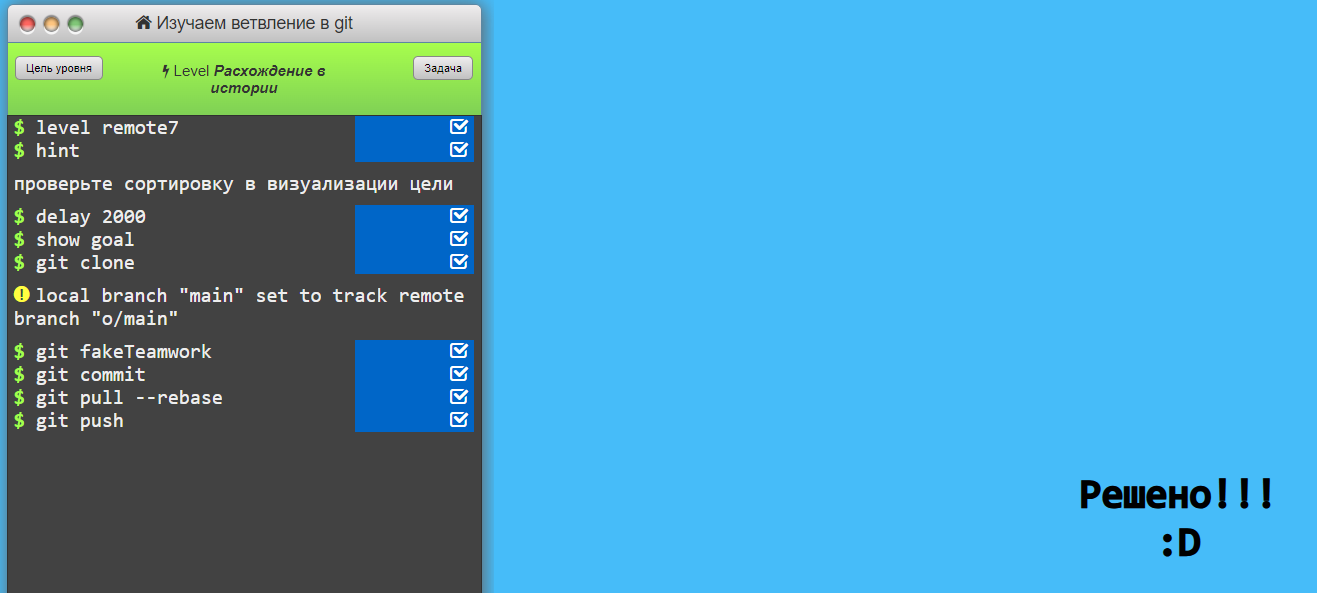 Изучаем ветвление в git
Цель уровня
Level Расхождение в
истории
Задача
$ level remote7
$ hint
проверьте сортировку в визуализации цели
$ delay 2000
$ show goal
$ git clone
local branch "main" set to track remote
branch "o/main"
$ git fakeTeamwork
$ git commit
$ git pull --rebase
$ git push
Решено!!!
:D